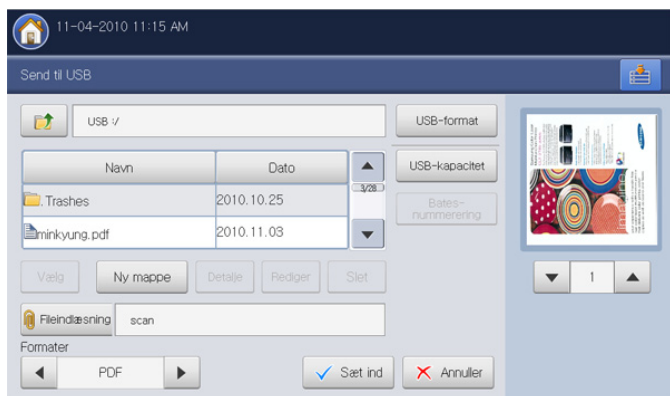 11-04-2010 11:15 AM
Send til USB
USB :/
USB-format
Navn
Dato
USB-kapacitet
. Trashes
2010.10.25
3/28
Bates-
nummerering
minkyung.pdf
2010.11.03
Vælg
Ny mappe
Detalje
Rediger
Slet
1
Fileindlæsning
scan
Formater
PDF
Sæt ind
Annuller